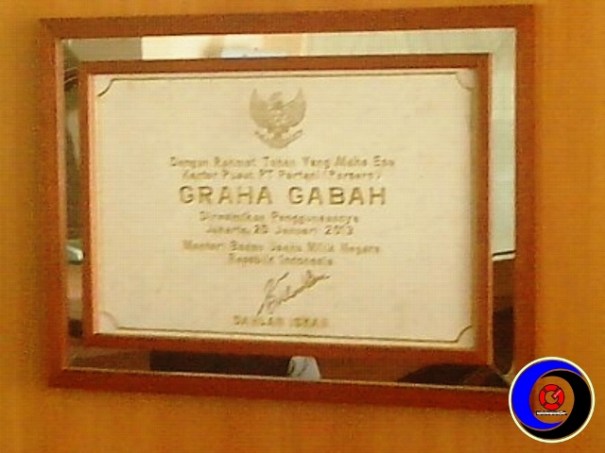 Dengan Rahmat Tuhan Yang Maha Esa
Kantor Pusat PT Pertani (Persero)
GRAHA GABAH
Diresmikan Penggunaannya
Jakarta, 20 Januari 2013
Menteri Badan Usaha Milik Negara
Republik Indonesia
DAHLAN ISKAN